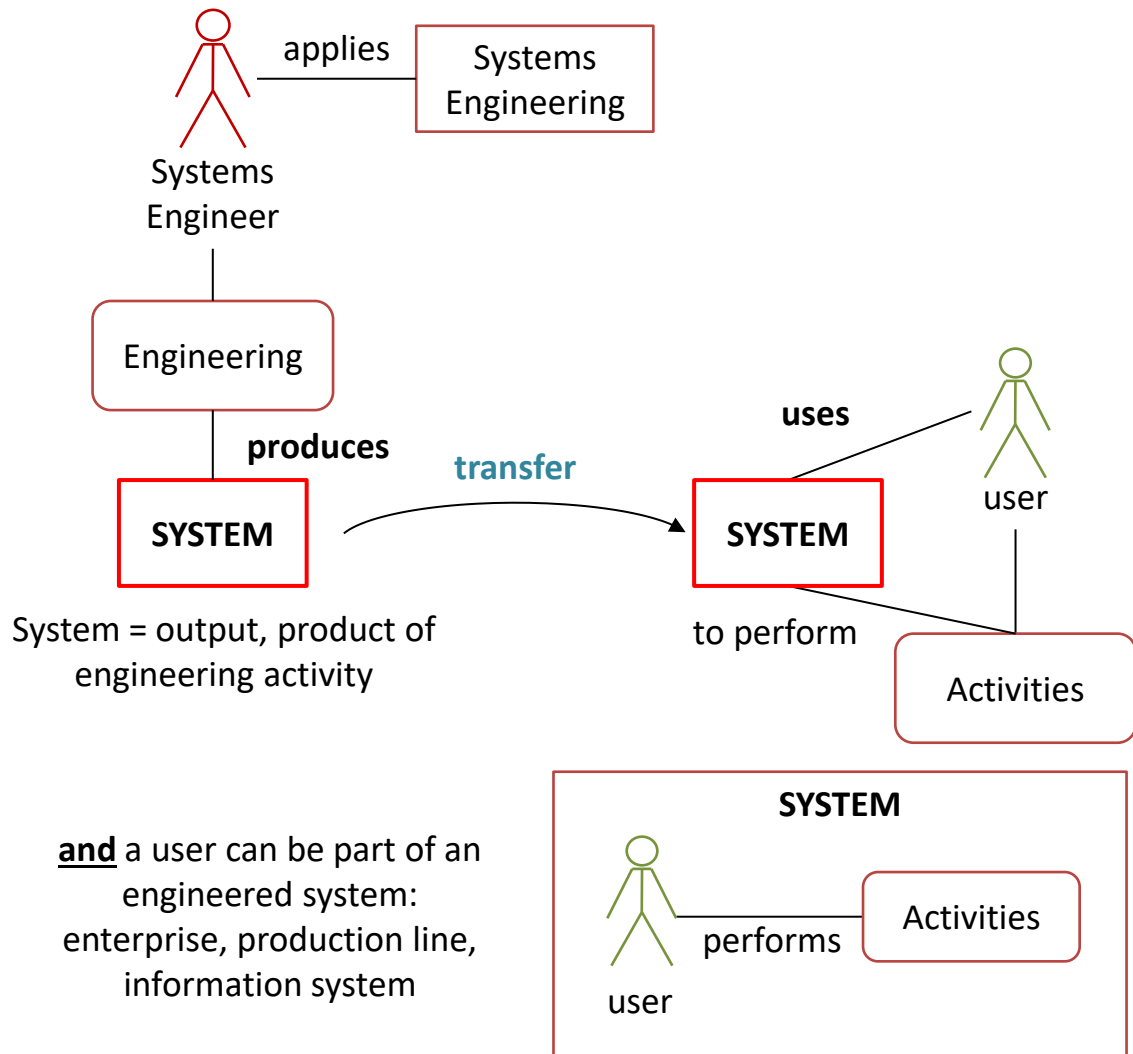 applies
Systems
Engineering
Systems
Engineer
Engineering
produces
transfer
uses
user
SYSTEM
SYSTEM
System = output, product of
engineering activity
to perform
Activities
and a user can be part of an
engineered system:
enterprise, production line,
information system
SYSTEM
Activities
performs
user